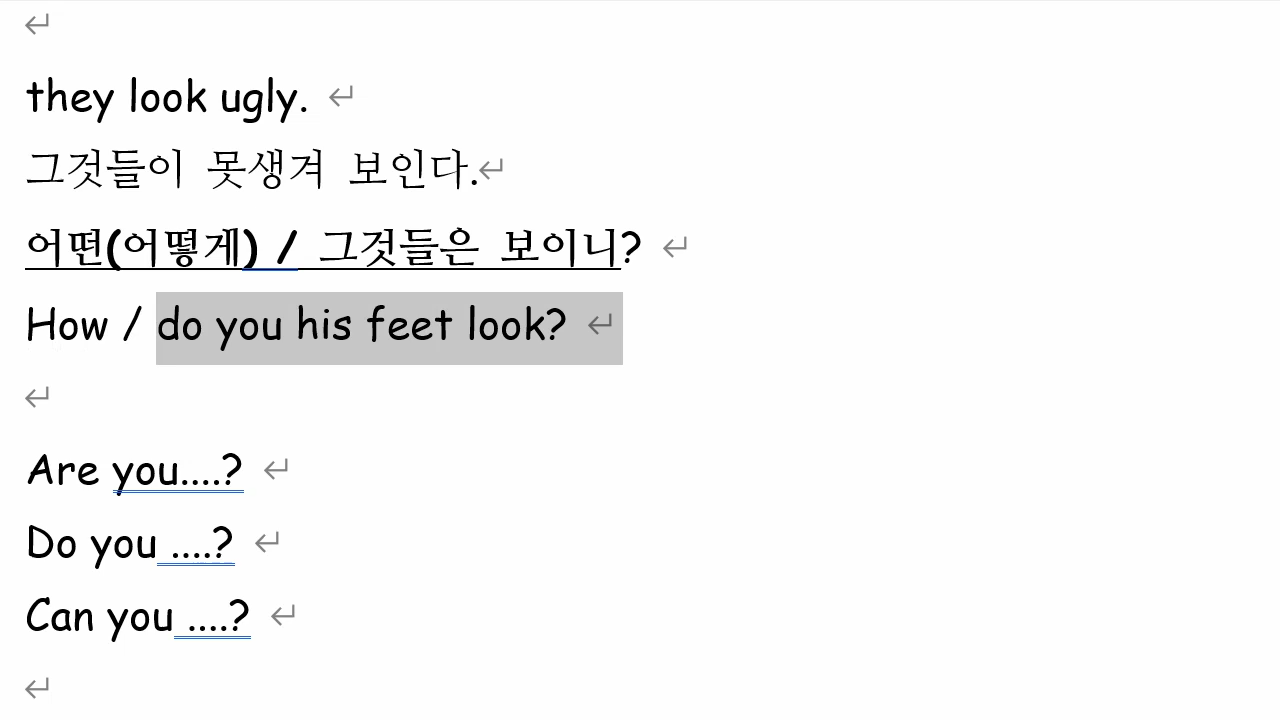 they look ugly.
그것들이 못생겨 보인다.
어떤(어떻게) / 그것들은 보이니?
How / do you his feet look?
Are you....?
Do you ....?
Can you ....?